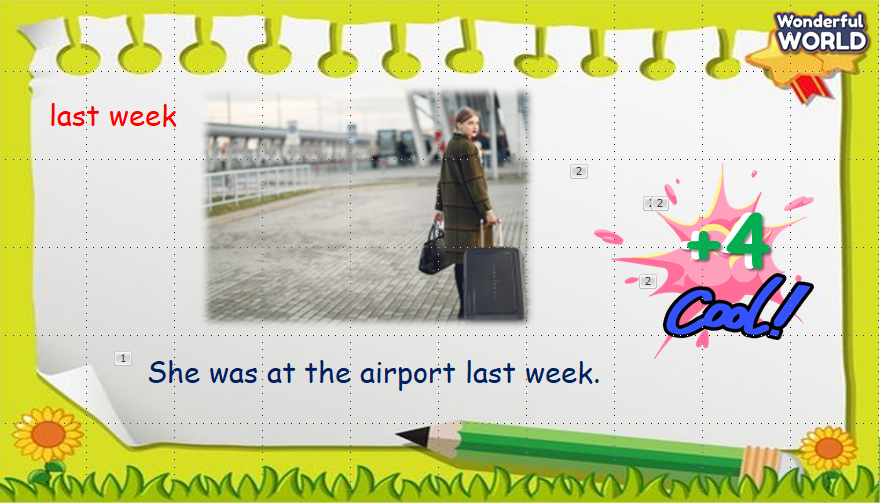 Wonderful
WORLD
last week
2
2
+4
2
Cool!
1
She was at the airport last week.